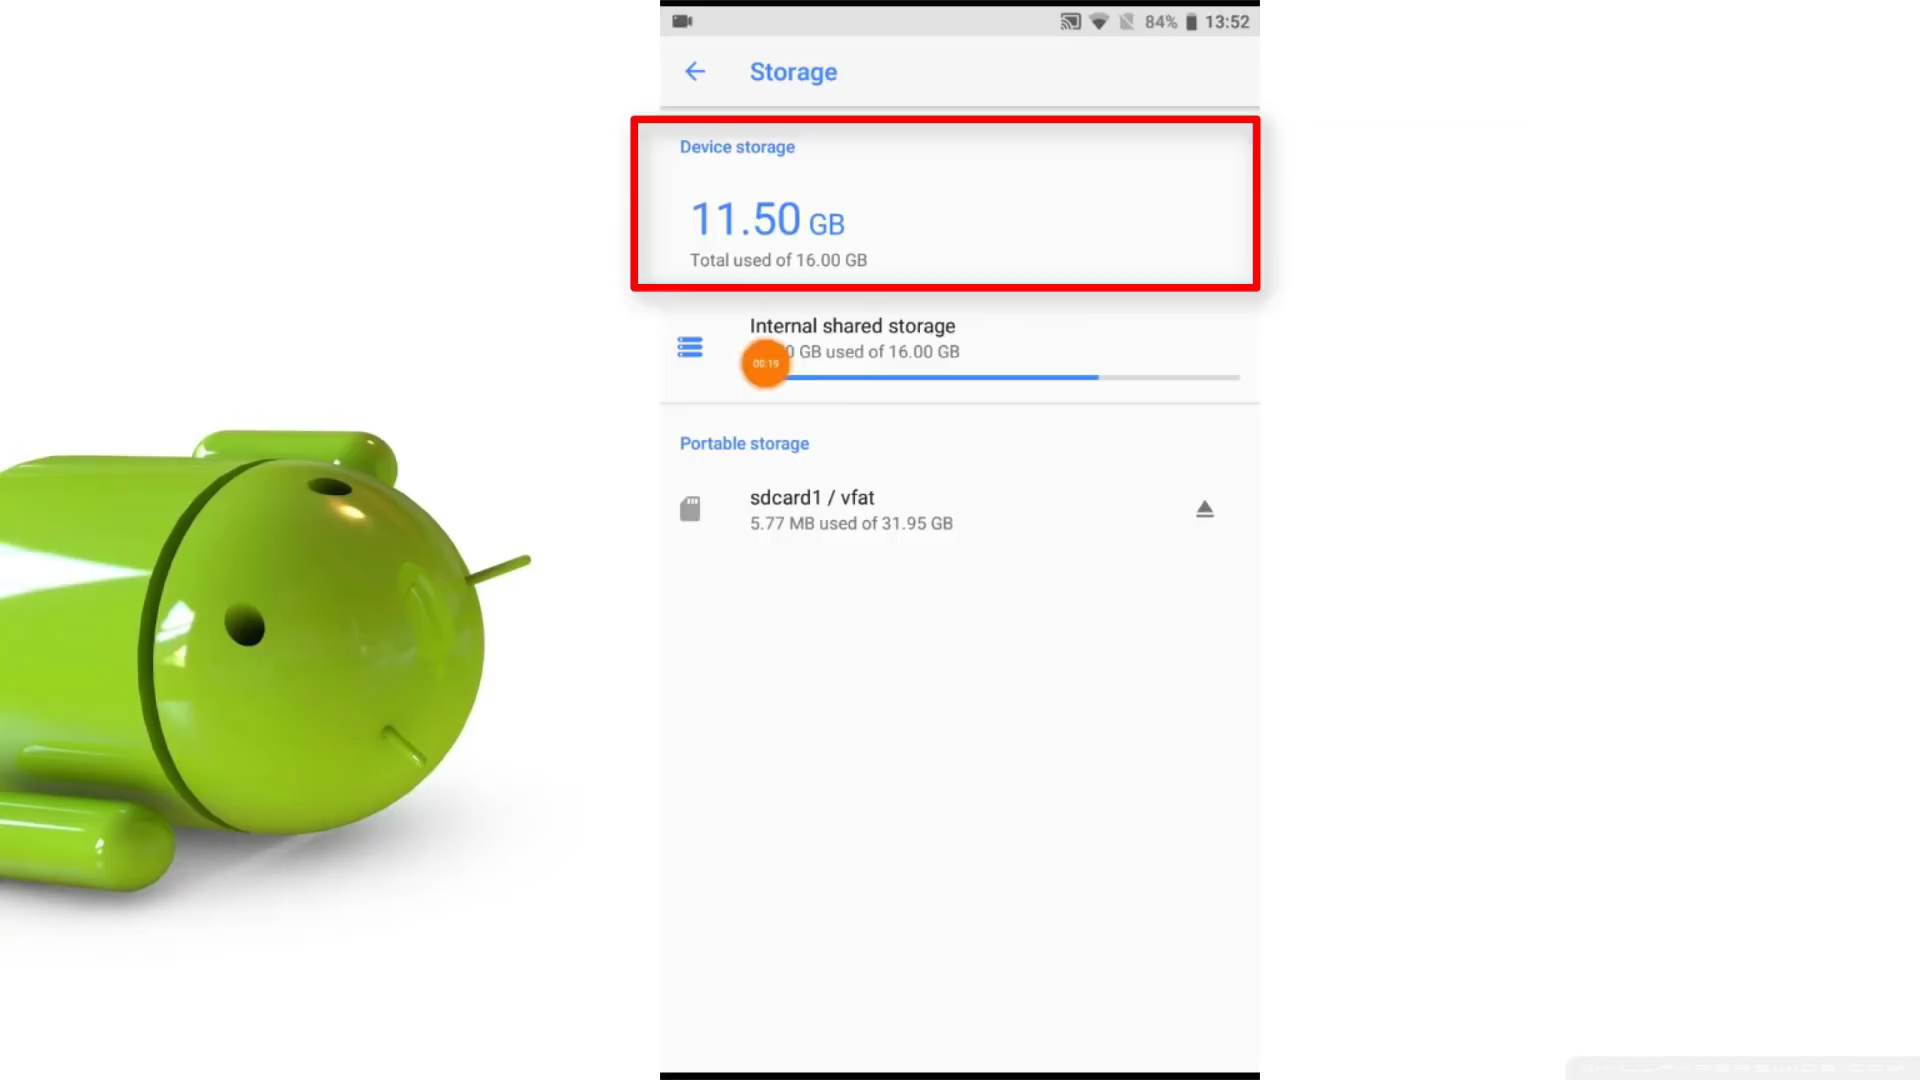 84% 13:52
Storage
Device storage
11.50 GB
Total used of 16.00 GB
Internal shared storage
0 GB used of 16.00 GB
00:19
Portable storage
sdcard1 / vfat
5.77 MB used of 31.95 GB